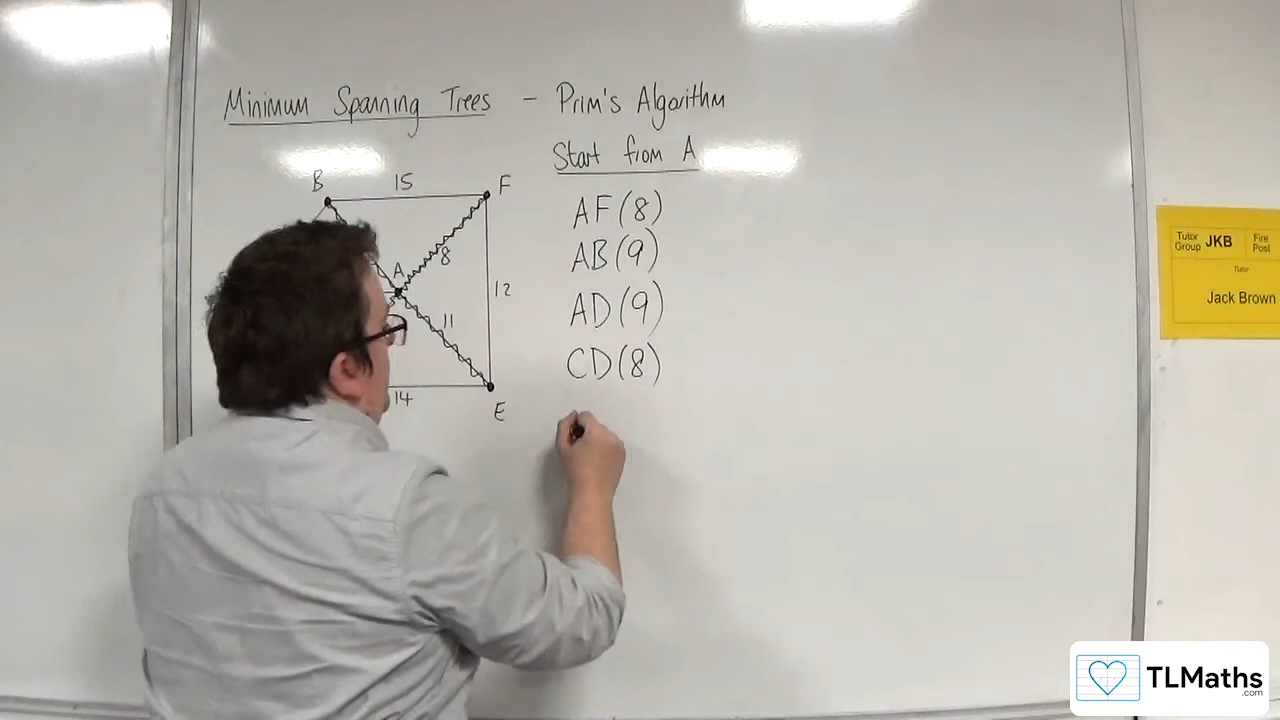 Minimum Spanning Trees - Prim's Algorithm
Start from A
B 15 F
AF(8)
AB(9)
A 8
12
AD(9)
11
CD(8)
14 E
Tutor Group JKB Fire Post
Tutor
Jack Brown
TLMaths
.com